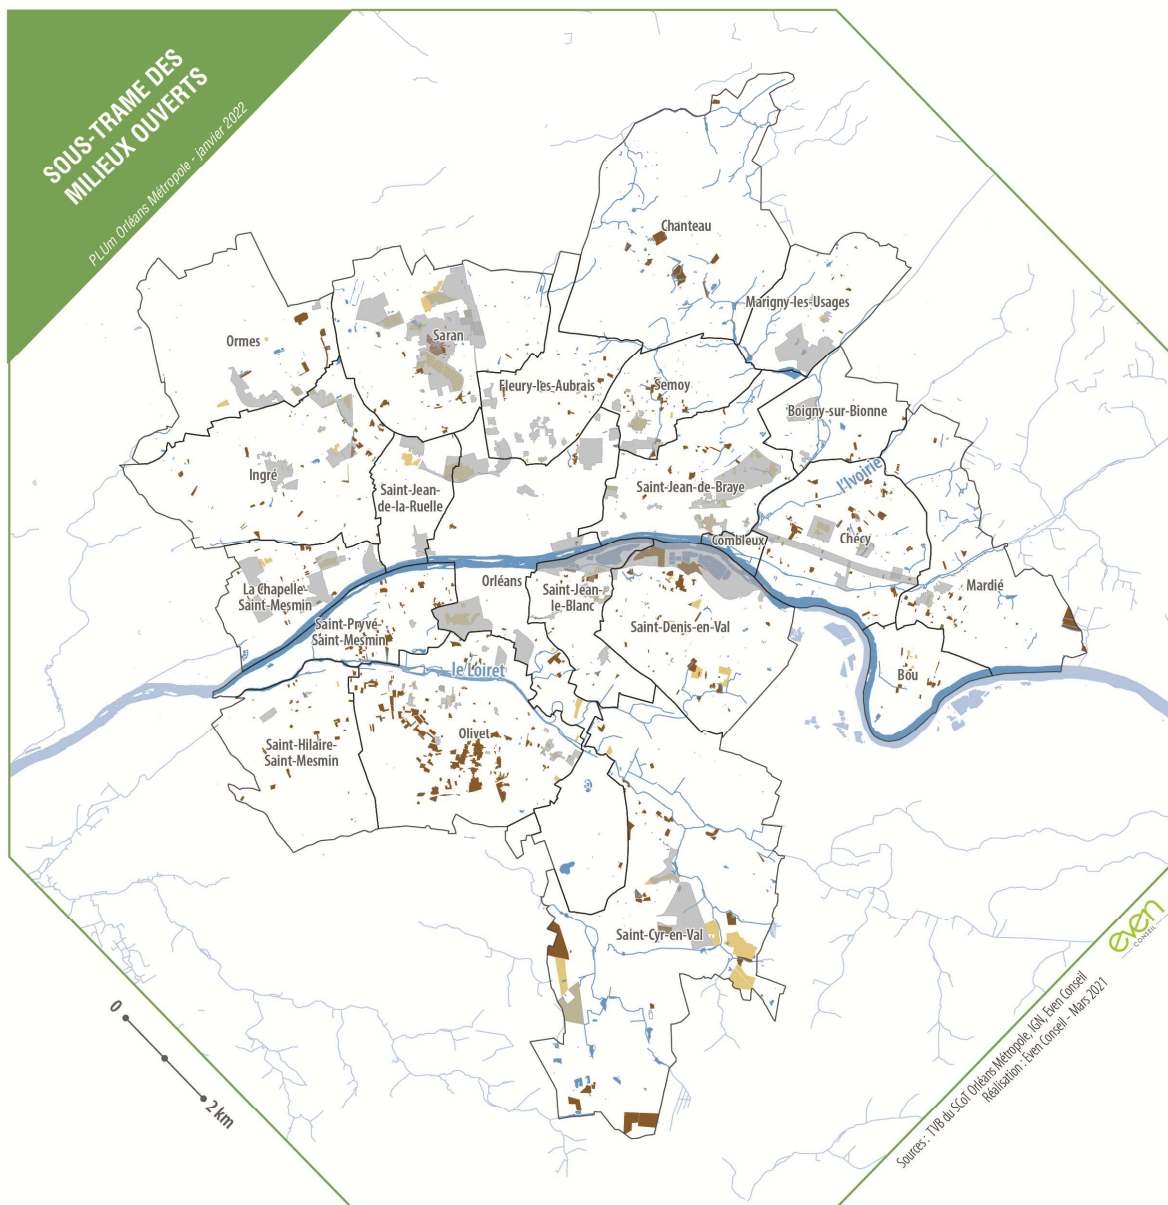 SOUS-TRAME DES
MILIEUX OUVERTS
PLUm Orléans Métropole - janvier 2022
Chanteau
Marigny-les-Usages
Ormes
Saran
Fleury-les-Aubrais
Semoy
Boigny-sur-Bionne
Ingré
Saint-Jean-
de-la-Ruelle
Saint-Jean-de-Braye
l'Ivoirie
Chécy
Combleux
La Chapelle-
Saint-Mesmin
Orléans
Saint-Jean-
le-Blanc
Mardié
Saint-Pryvé-
Saint-Mesmin
Saint-Denis-en-Val
le Loiret
Bou
Saint-Hilaire-
Saint-Mesmin
Olivet
Saint-Cyr-en-Val
0
2 km
even
CONSEIL
Sources : TVB du SCoT Orléans Métropole, IGN, Even Conseil
Réalisation : Even Conseil - Mars 2021